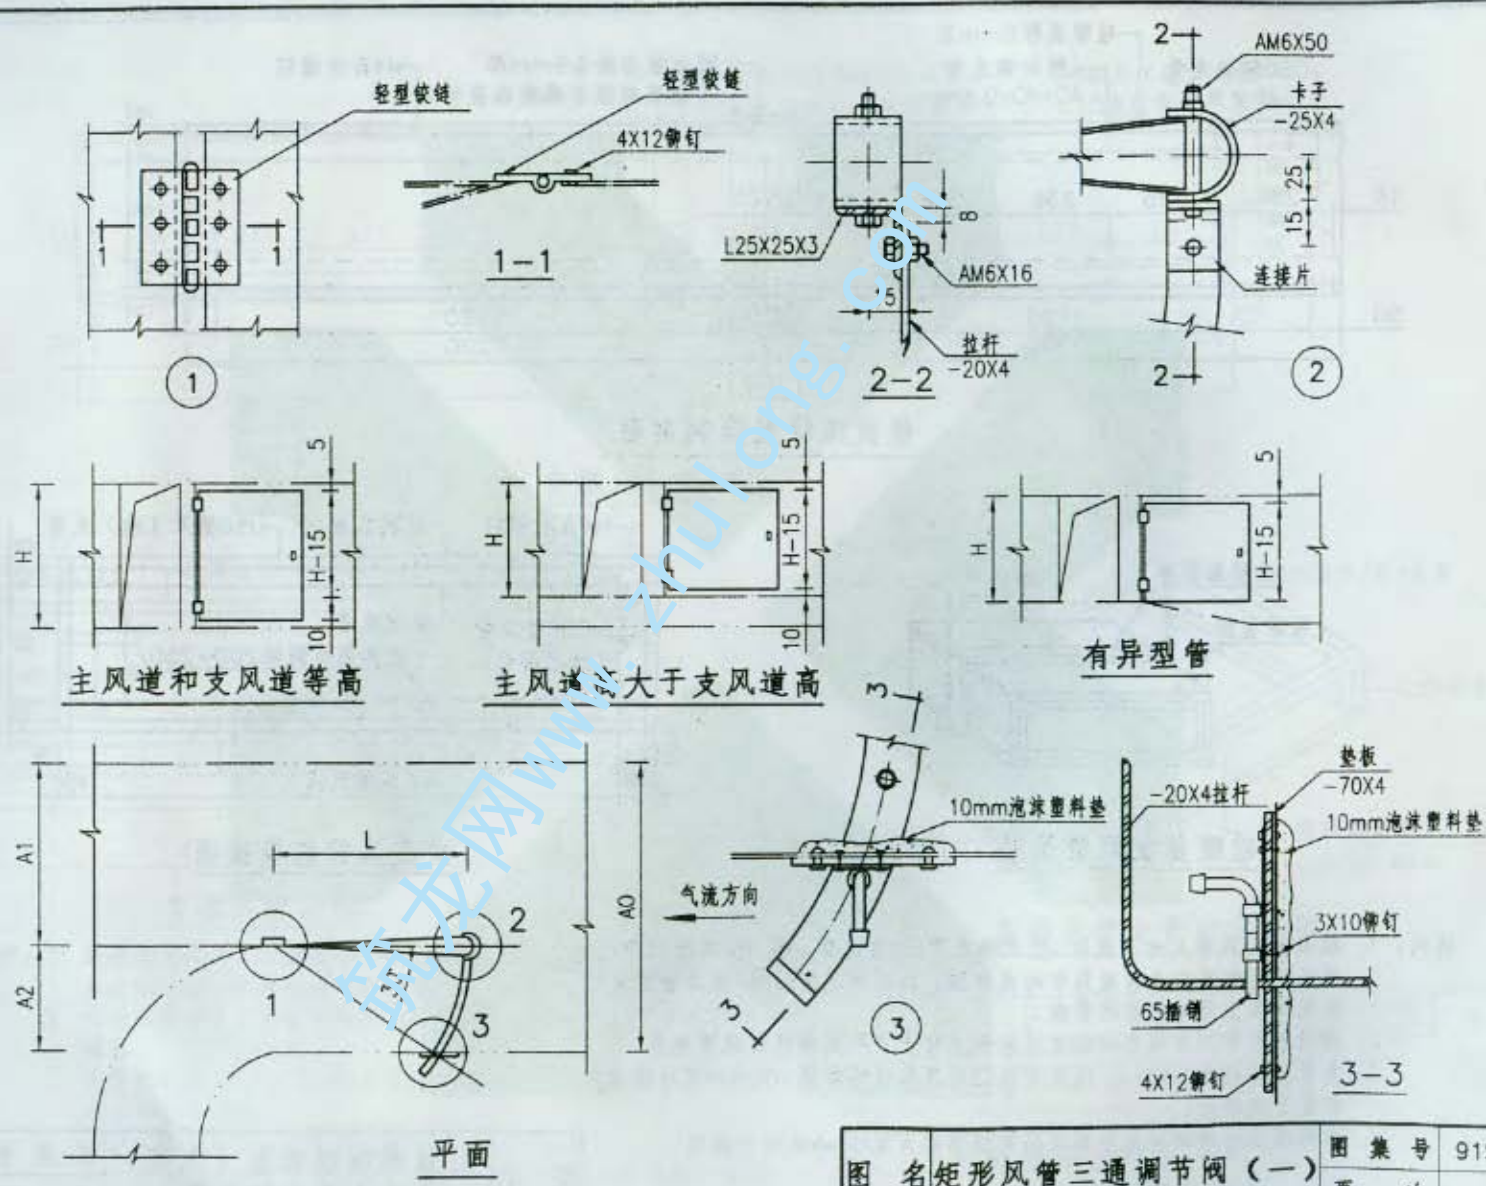 轻型铰链
1
1
①
轻型铰链
4X12铆钉
1-1
L25X25X3
8
AM6X16
15
拉杆
-20X4
2-2
2
AM6X50
卡子
-25X4
25
15
连接片
2
②
H
5
H-15
10
主风道和支风道等高
H
5
H-15
10
主风道高大于支风道高
H
5
H-15
有异型管
A1
A2
L
A0
1
2
3
气流方向
平面
3
10mm泡沫塑料垫
3
③
垫板
-70X4
-20X4拉杆
10mm泡沫塑料垫
3X10铆钉
65插销
4X12铆钉
3-3
图 名
矩形风管三通调节阀（一）
图集号
91
筑龙网www.zhulong.com